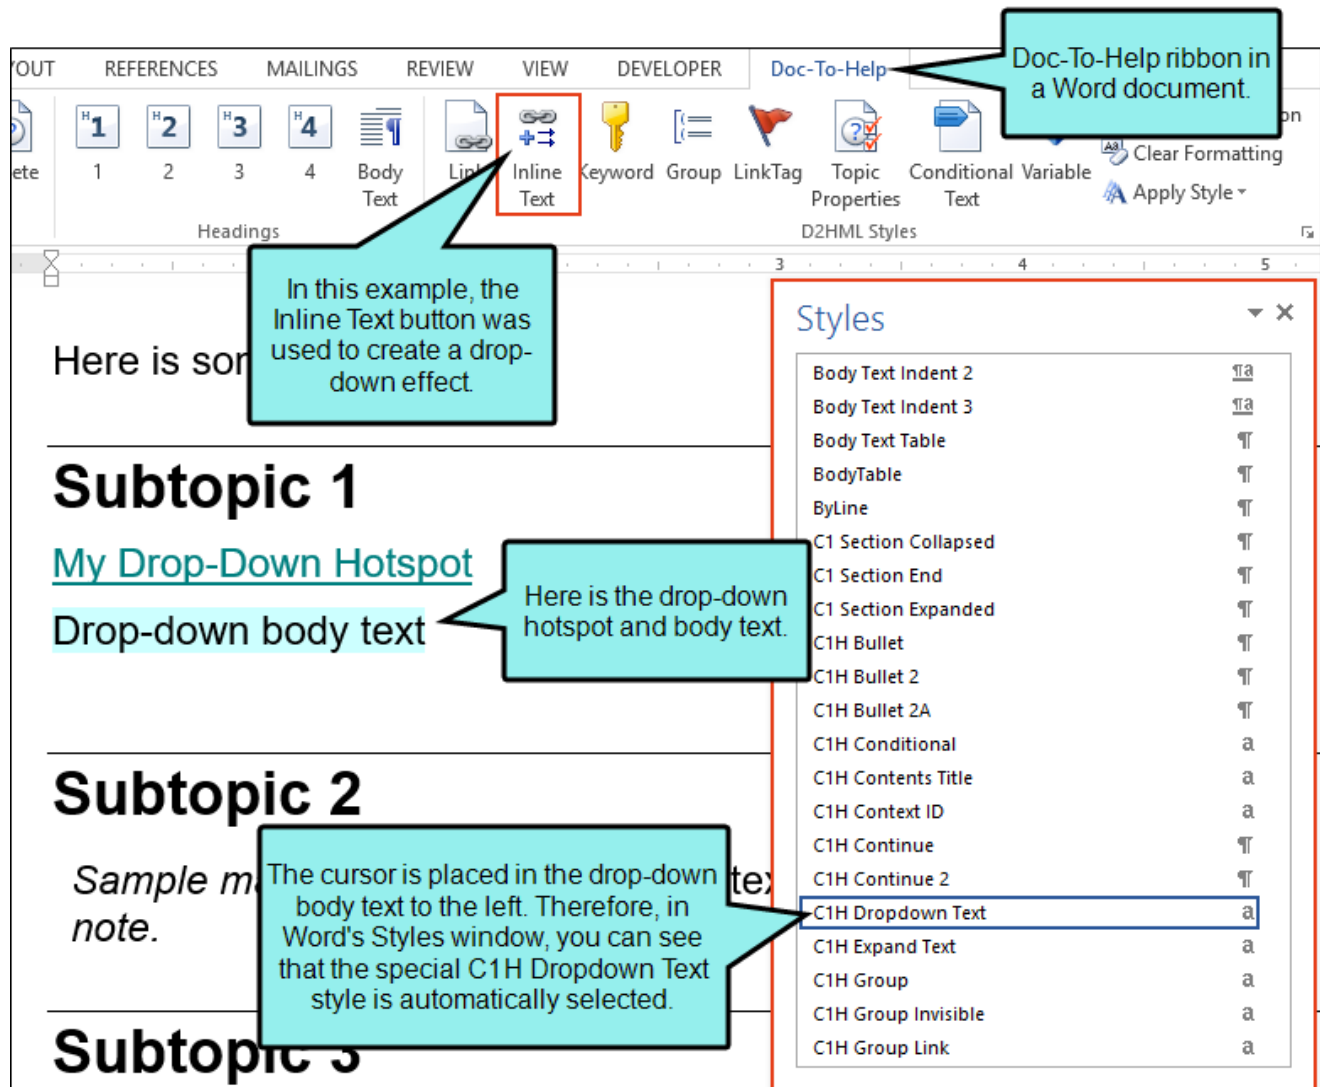 Doc-To-Help ribbon in
a Word document.
YOUT REFERENCES MAILINGS REVIEW VIEW DEVELOPER Doc-To-Help
H1 H2 H3 H4
on
Clear Formatting
ete 1 2 3 4 Body Text Link Inline Text Keyword Group LinkTag Topic Properties Conditional Text Variable
Apply Style
Headings D2HML Styles
3 4 5
In this example, the
Inline Text button was
used to create a drop-
down effect.
Here is
Subtopic 1
My Drop-Down Hotspot
Drop-down body text
Here is the drop-down
hotspot and body text.
Subtopic 2
Sample
note.
The cursor is placed in the drop-down
body text to the left. Therefore, in
Word's Styles window, you can see
that the special C1H Dropdown Text
style is automatically selected.
Subtopic 3
Styles
Body Text Indent 2 ¶a
Body Text Indent 3 ¶a
Body Text Table ¶
BodyTable ¶
ByLine ¶
C1 Section Collapsed ¶
C1 Section End ¶
C1 Section Expanded ¶
C1H Bullet ¶
C1H Bullet 2 ¶
C1H Bullet 2A ¶
C1H Conditional a
C1H Contents Title a
C1H Context ID a
C1H Continue ¶
C1H Continue 2 ¶
C1H Dropdown Text a
C1H Expand Text a
C1H Group a
C1H Group Invisible a
C1H Group Link a